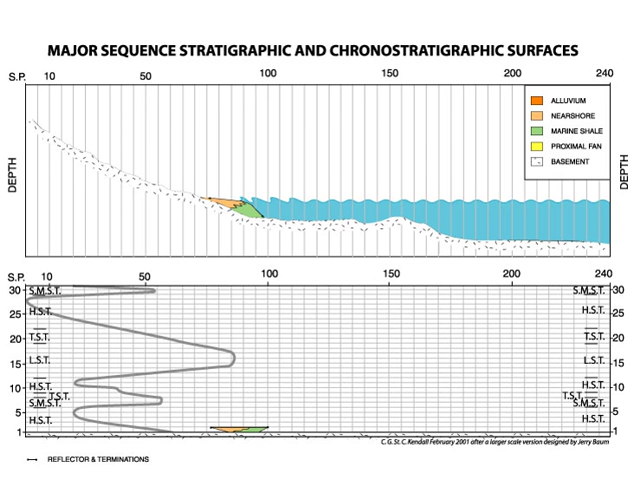 MAJOR SEQUENCE STRATIGRAPHIC AND CHRONOSTRATIGRAPHIC SURFACES
S.P. 10 50 100 150 200 240
ALLUVIUM
NEARSHORE
MARINE SHALE
PROXIMAL FAN
BASEMENT
DEPTH DEPTH
S.P. 10 50 100 150 200 240
30 S.M.S.T. S.M.S.T. 30
25 H.S.T. H.S.T. 25
20 T.S.T. T.S.T. 20
15 L.S.T. L.S.T. 15
10 H.S.T. H.S.T. 10
T.S.T. T.S.T.
S.M.S.T. S.M.S.T.
5 H.S.T. H.S.T. 5
1 1
C. G. St. C. Kendall February 2001 after a larger scale version designed by Jerry Baum
REFLECTOR & TERMINATIONS